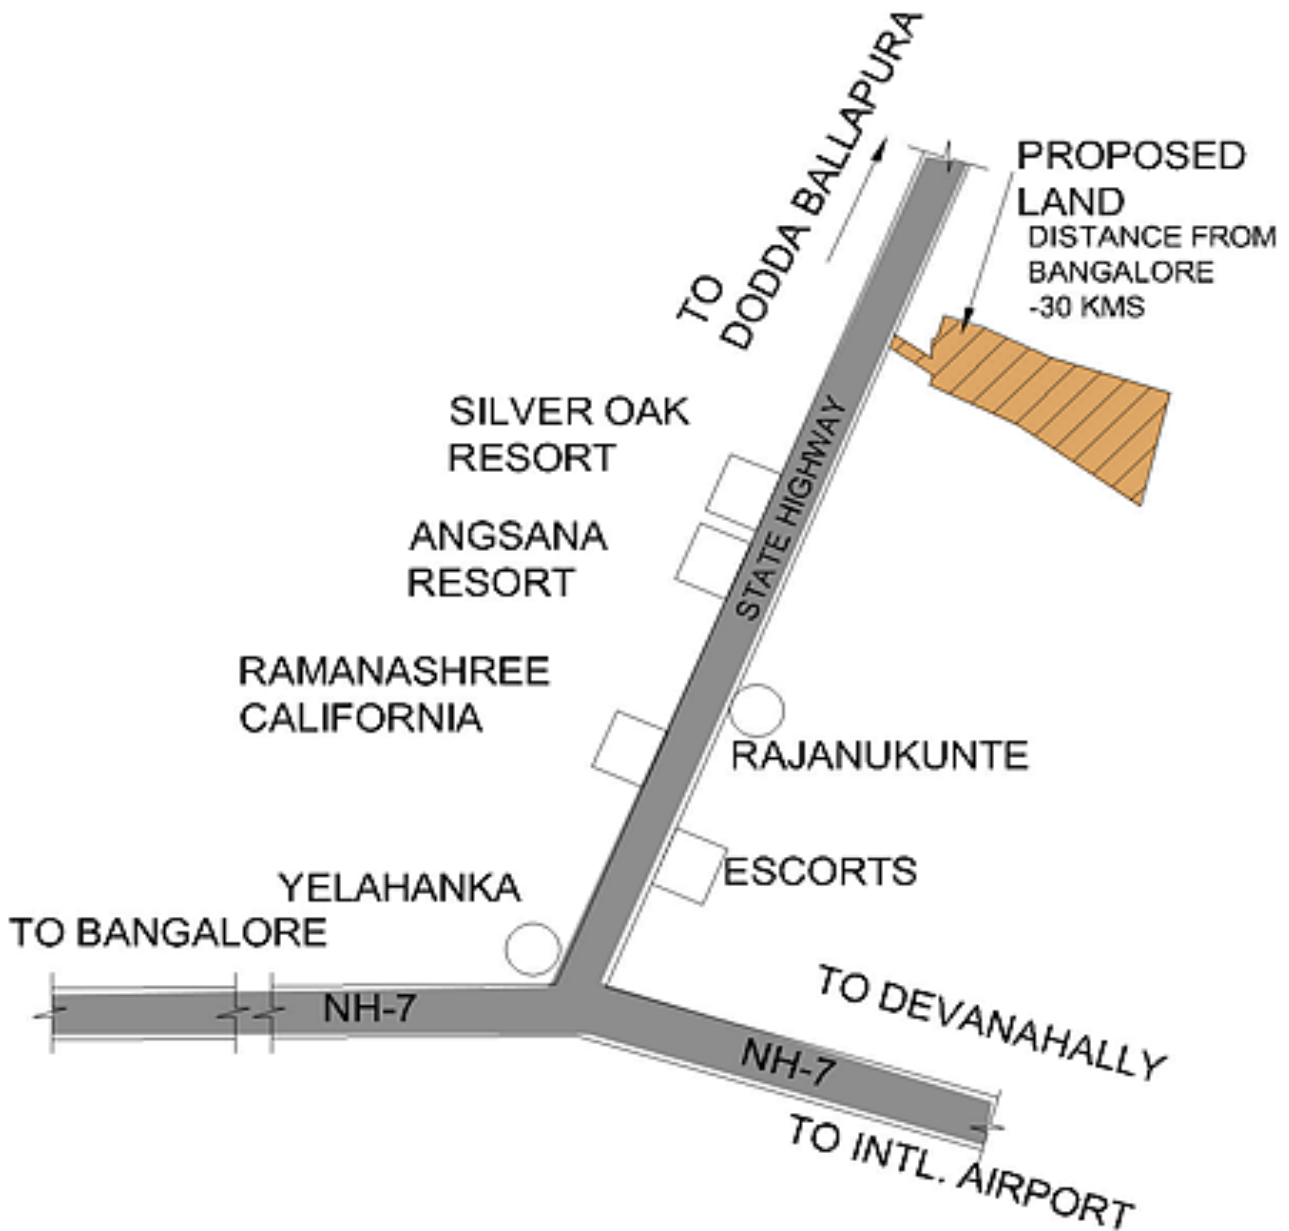 TO
DODDA BALLAPURA
PROPOSED
LAND
DISTANCE FROM
BANGALORE
-30 KMS
SILVER OAK
RESORT
STATE HIGHWAY
ANGSANA
RESORT
RAMANASHREE
CALIFORNIA
RAJANUKUNTE
ESCORTS
YELAHANKA
TO BANGALORE
NH-7
TO DEVANAHALLY
NH-7
TO INTL. AIRPORT